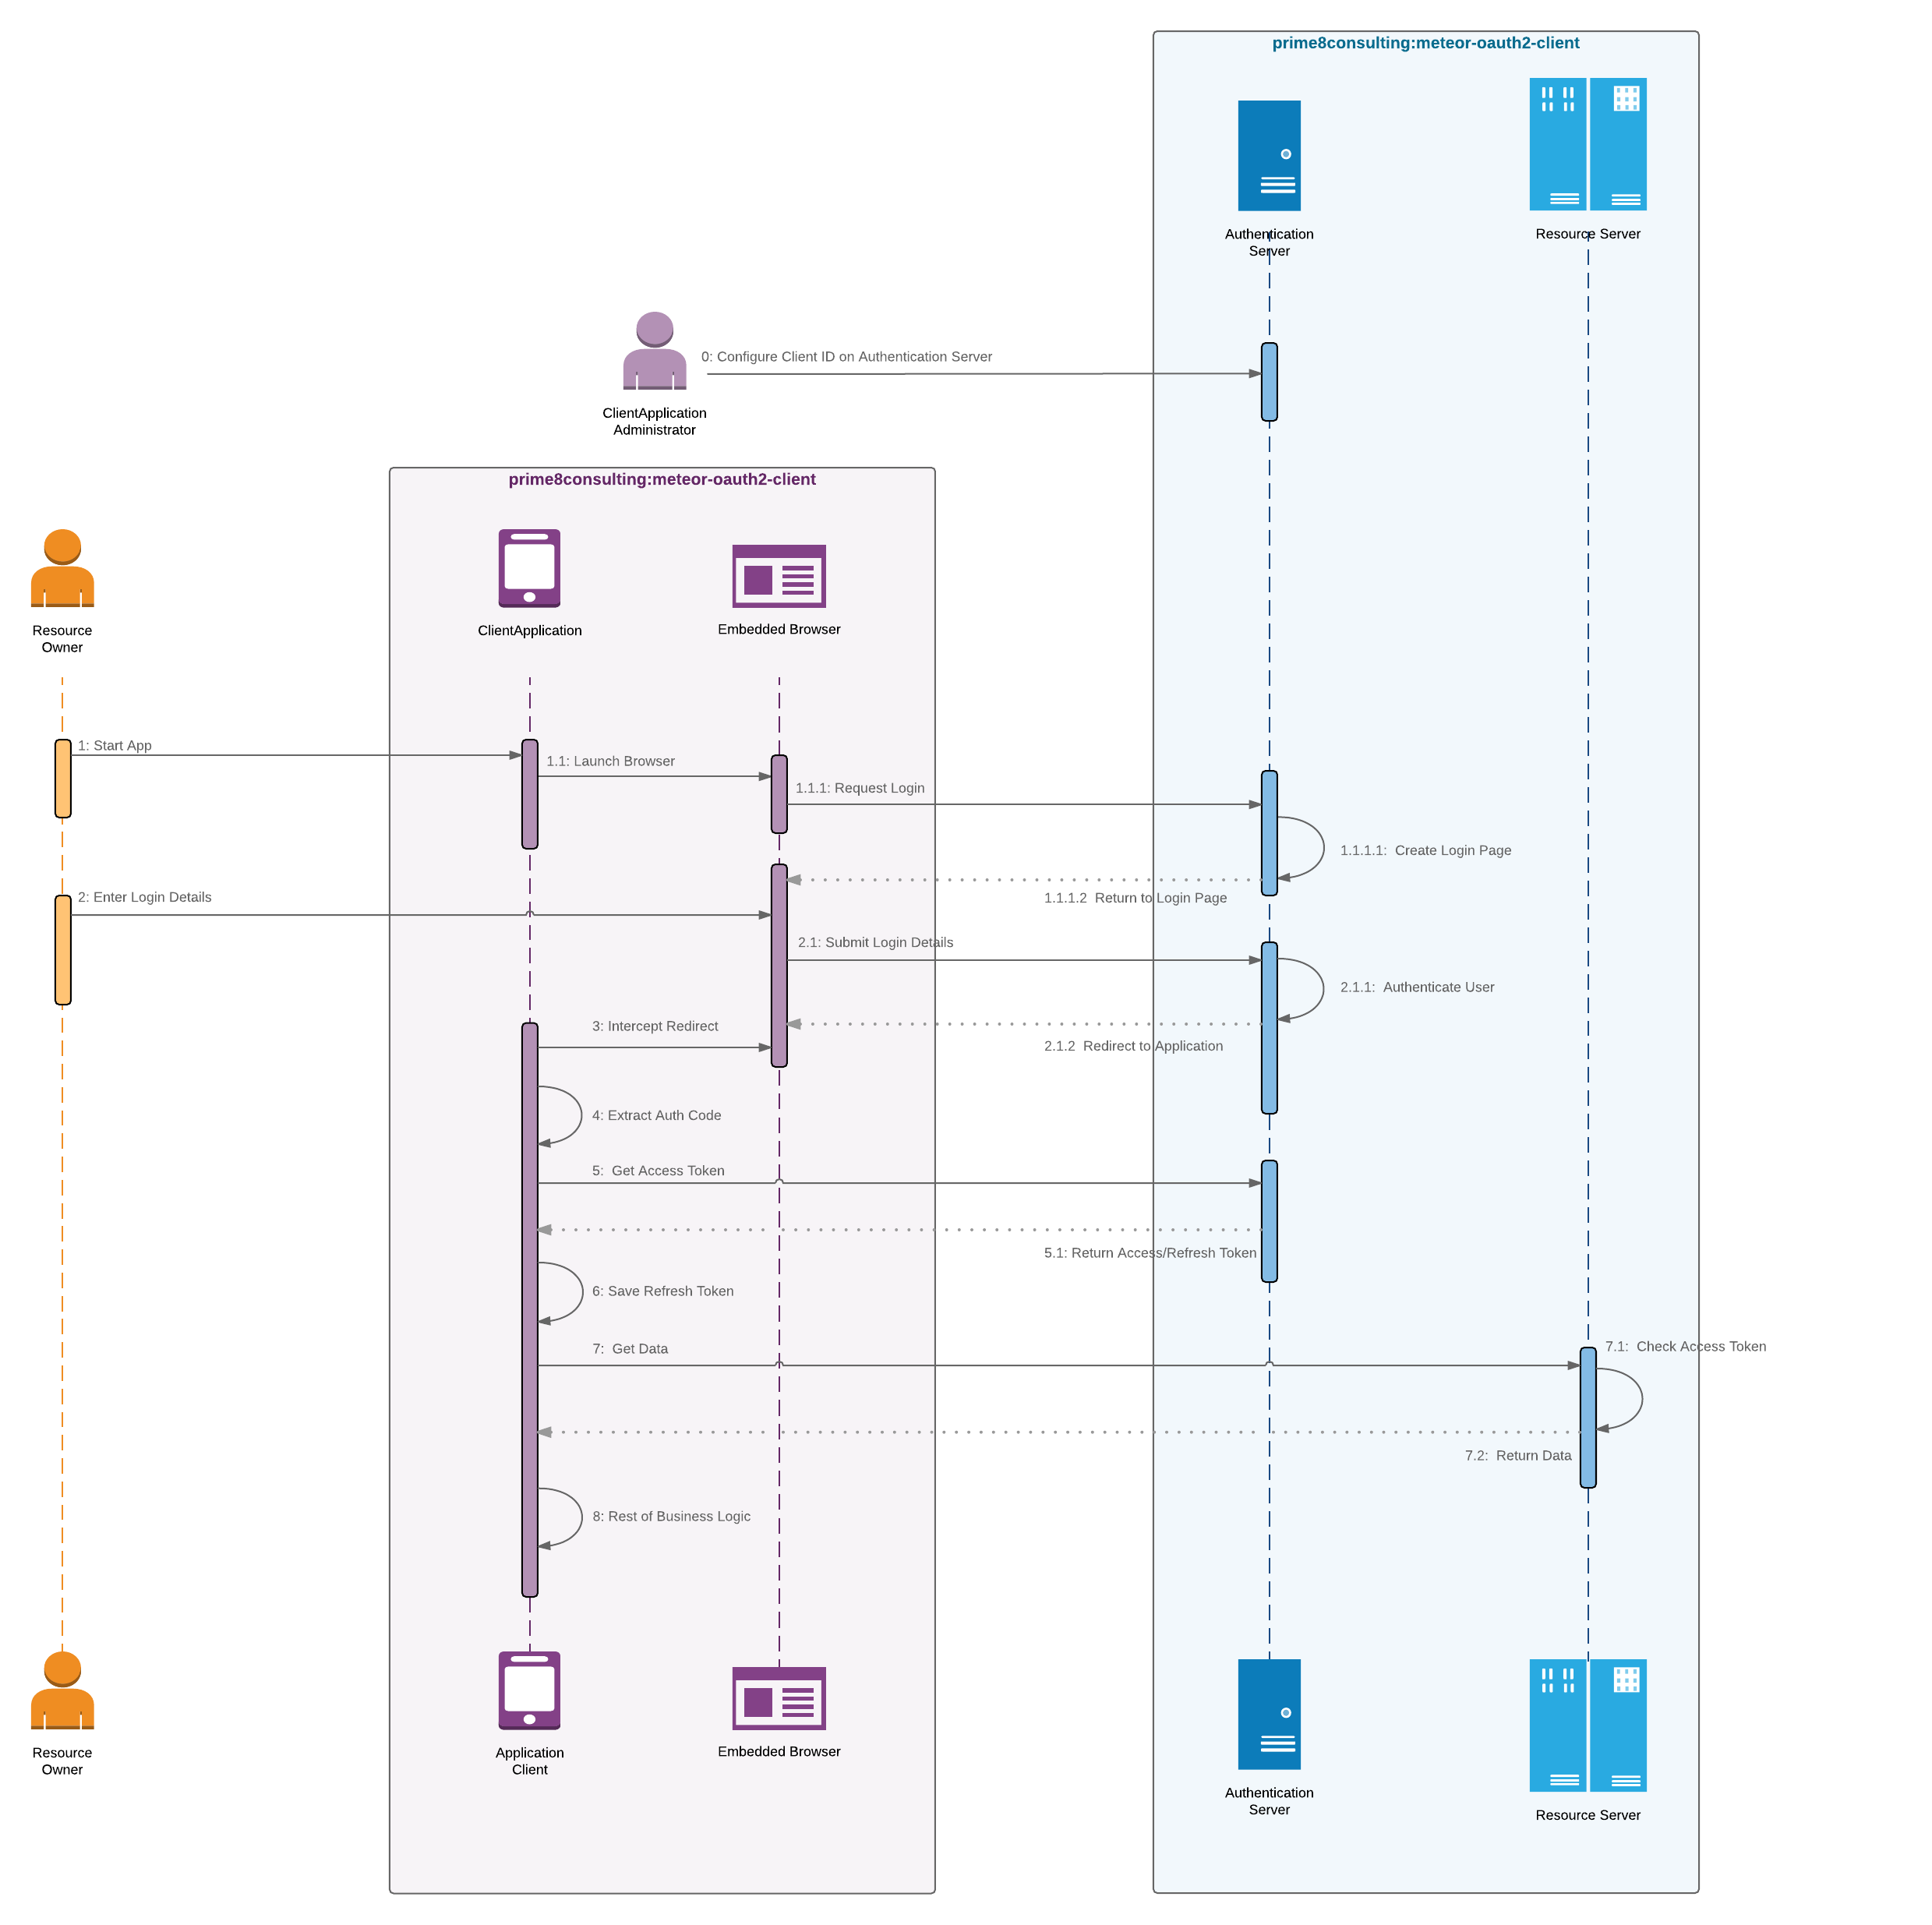 prime8consulting:meteor-oauth2-client
Authentication
Server
Resource Server
0: Configure Client ID on Authentication Server
ClientApplication
Administrator
prime8consulting:meteor-oauth2-client
Resource
Owner
ClientApplication
Embedded Browser
1: Start App
1.1: Launch Browser
1.1.1: Request Login
1.1.1.1:  Create Login Page
1.1.1.2  Return to Login Page
2: Enter Login Details
2.1: Submit Login Details
2.1.1:  Authenticate User
3: Intercept Redirect
2.1.2  Redirect to Application
4: Extract Auth Code
5:  Get Access Token
5.1: Return Access/Refresh Token
6: Save Refresh Token
7:  Get Data
7.1:  Check Access Token
7.2:  Return Data
8: Rest of Business Logic
Resource
Owner
Application
Client
Embedded Browser
Authentication
Server
Resource Server